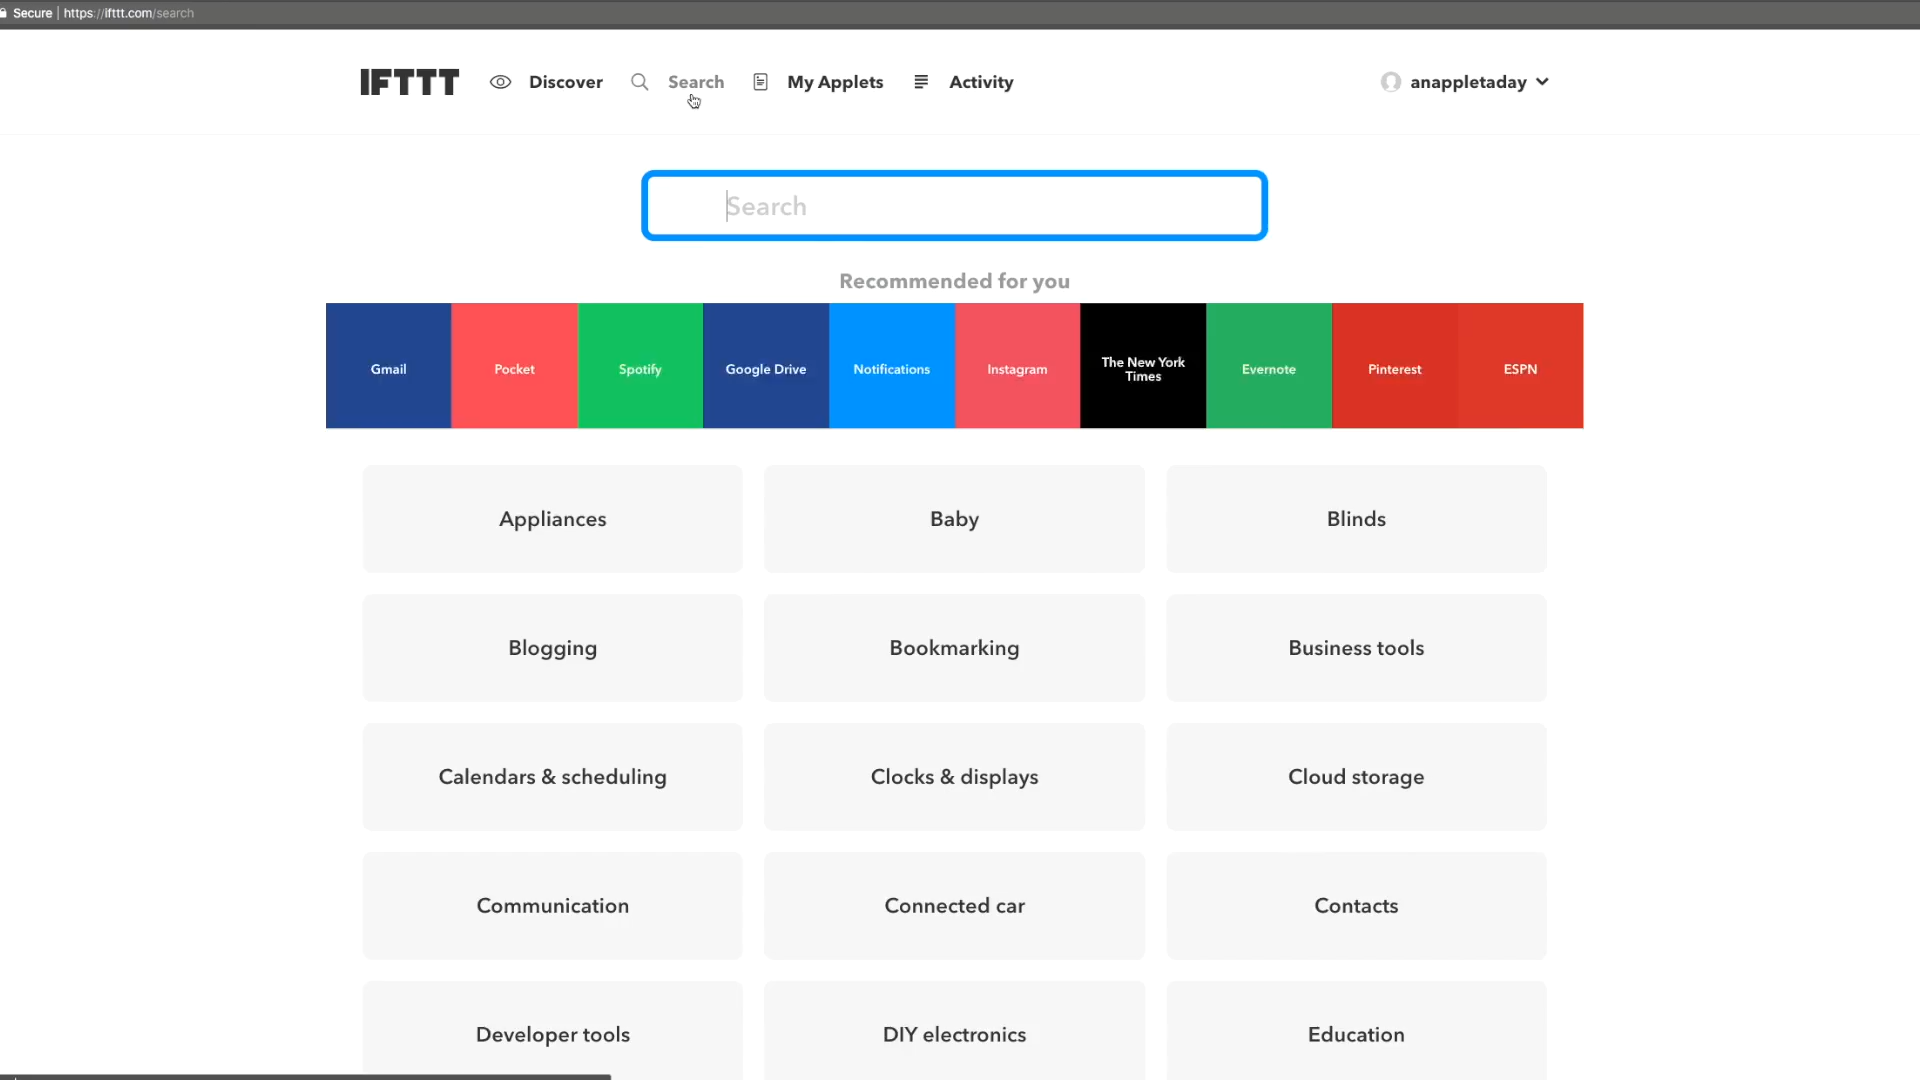 Secure | https://ifttt.com/search
IFTTT Discover Search My Applets Activity anappletaday
Search
Recommended for you
Gmail Pocket Spotify Google Drive Notifications Instagram The New York Times Evernote Pinterest ESPN
Appliances Baby Blinds
Blogging Bookmarking Business tools
Calendars & scheduling Clocks & displays Cloud storage
Communication Connected car Contacts
Developer tools DIY electronics Education